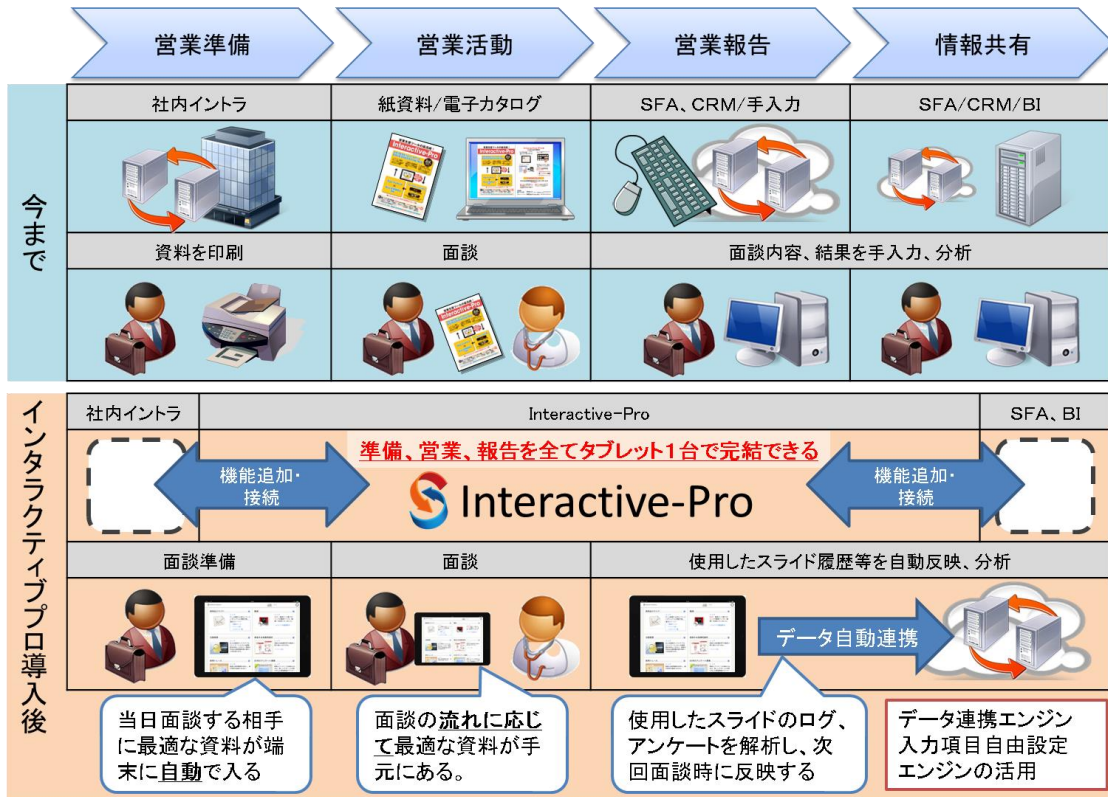 営業準備
営業活動
営業報告
情報共有
今まで
社内イントラ
紙資料/電子カタログ
SFA、CRM/手入力
SFA/CRM/BI
Interactive-Pro
Interactive-Pro
資料を印刷
面談
面談内容、結果を手入力、分析
Interactive-Pro
インタラクティブプロ導入後
社内イントラ
Interactive-Pro
SFA、BI
準備、営業、報告を全てタブレット1台で完結できる
機能追加・
接続
Interactive-Pro
機能追加・
接続
面談準備
面談
使用したスライド履歴等を自動反映、分析
データ自動連携
当日面談する相手
に最適な資料が端
末に自動で入る
面談の流れに応じ
て最適な資料が手
元にある。
使用したスライドのログ、
アンケートを解析し、次
回面談時に反映する
データ連携エンジン
入力項目自由設定
エンジンの活用